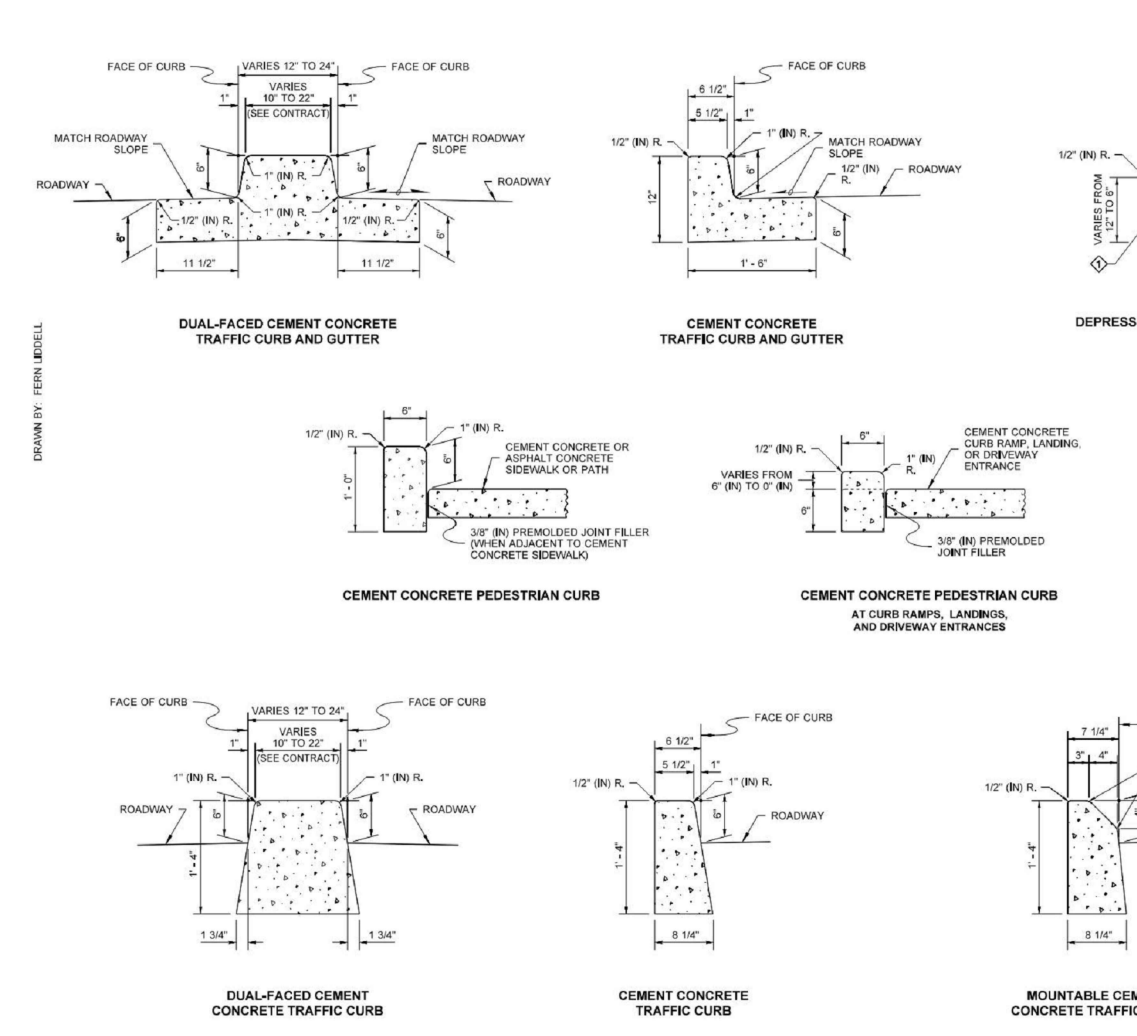 FACE OF CURB
VARIES 12" TO 24"
FACE OF CURB
VARIES
10" TO 22"
(SEE CONTRACT)
1"
1"
MATCH ROADWAY
SLOPE
MATCH ROADWAY
SLOPE
6"
6"
1" (IN) R.
ROADWAY
ROADWAY
1" (IN) R.
1/2" (IN) R.
1/2" (IN) R.
6"
6"
11 1/2"
11 1/2"
DUAL-FACED CEMENT CONCRETE
TRAFFIC CURB AND GUTTER
FACE OF CURB
6 1/2"
5 1/2"
1"
1/2" (IN) R.
1" (IN) R.
MATCH ROADWAY
SLOPE
6"
1/2" (IN)
R.
ROADWAY
12"
6"
1' - 6"
CEMENT CONCRETE
TRAFFIC CURB AND GUTTER
1/2" (IN) R.
VARIES FROM
12" TO 6"
1
DEPRESS
DRAWN BY: FERN LIDDELL
6"
1/2" (IN) R.
1" (IN) R.
CEMENT CONCRETE OR
ASPHALT CONCRETE
SIDEWALK OR PATH
6"
1' - 0"
3/8" (IN) PREMOLDED JOINT FILLER
(WHEN ADJACENT TO CEMENT
CONCRETE SIDEWALK)
CEMENT CONCRETE PEDESTRIAN CURB
6"
1/2" (IN) R.
1" (IN)
R.
CEMENT CONCRETE
CURB RAMP, LANDING,
OR DRIVEWAY
ENTRANCE
VARIES FROM
6" (IN) TO 0" (IN)
6"
3/8" (IN) PREMOLDED
JOINT FILLER
CEMENT CONCRETE PEDESTRIAN CURB
AT CURB RAMPS, LANDINGS,
AND DRIVEWAY ENTRANCES
FACE OF CURB
VARIES 12" TO 24"
FACE OF CURB
VARIES
10" TO 22"
(SEE CONTRACT)
1"
1"
1" (IN) R.
1" (IN) R.
ROADWAY
6"
6"
ROADWAY
1' - 4"
1 3/4"
1 3/4"
DUAL-FACED CEMENT
CONCRETE TRAFFIC CURB
FACE OF CURB
6 1/2"
5 1/2"
1"
1/2" (IN) R.
1" (IN) R.
6"
ROADWAY
1' - 4"
8 1/4"
CEMENT CONCRETE
TRAFFIC CURB
7 1/4"
3"
4"
1/2" (IN) R.
1' - 4"
8 1/4"
MOUNTABLE CEM
CONCRETE TRAFFIC